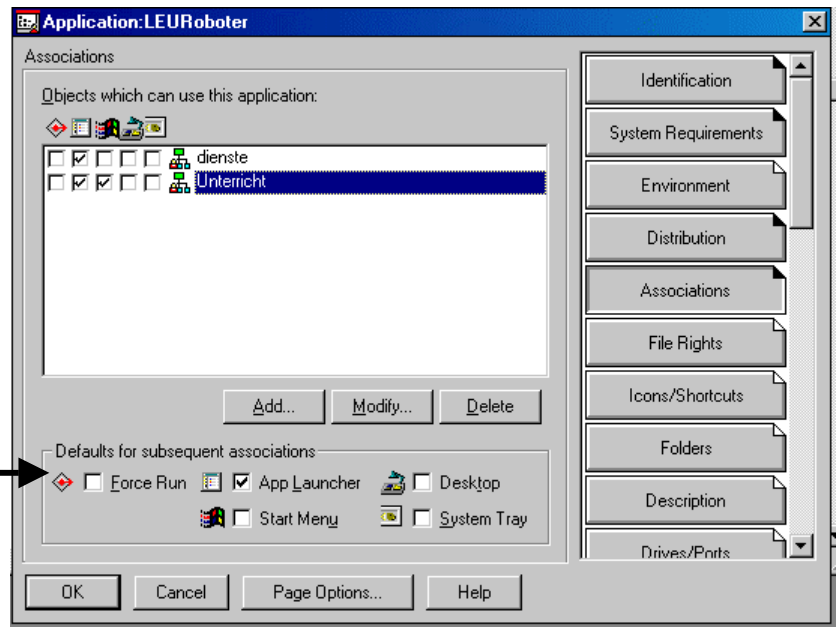 Application:LEURoboter
Associations
Objects which can use this application:
dienste
Unterricht
Add... Modify... Delete
Defaults for subsequent associations
Force Run App Launcher Desktop
Start Menu System Tray
OK Cancel Page Options... Help
Identification
System Requirements
Environment
Distribution
Associations
File Rights
Icons/Shortcuts
Folders
Description
Drives/Ports